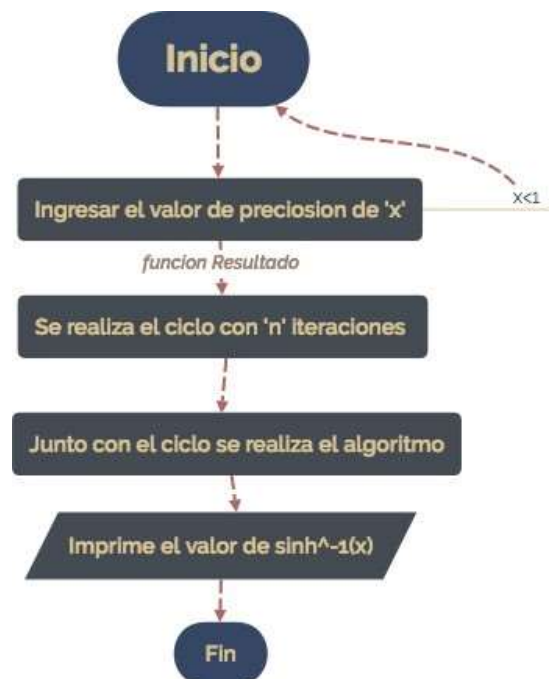 Inicio
x<1
Ingresar el valor de preciosion de 'x'
funcion Resultado
Se realiza el ciclo con 'n' iteraciones
Junto con el ciclo se realiza el algoritmo
Imprime el valor de sinh^-1(x)
Fin